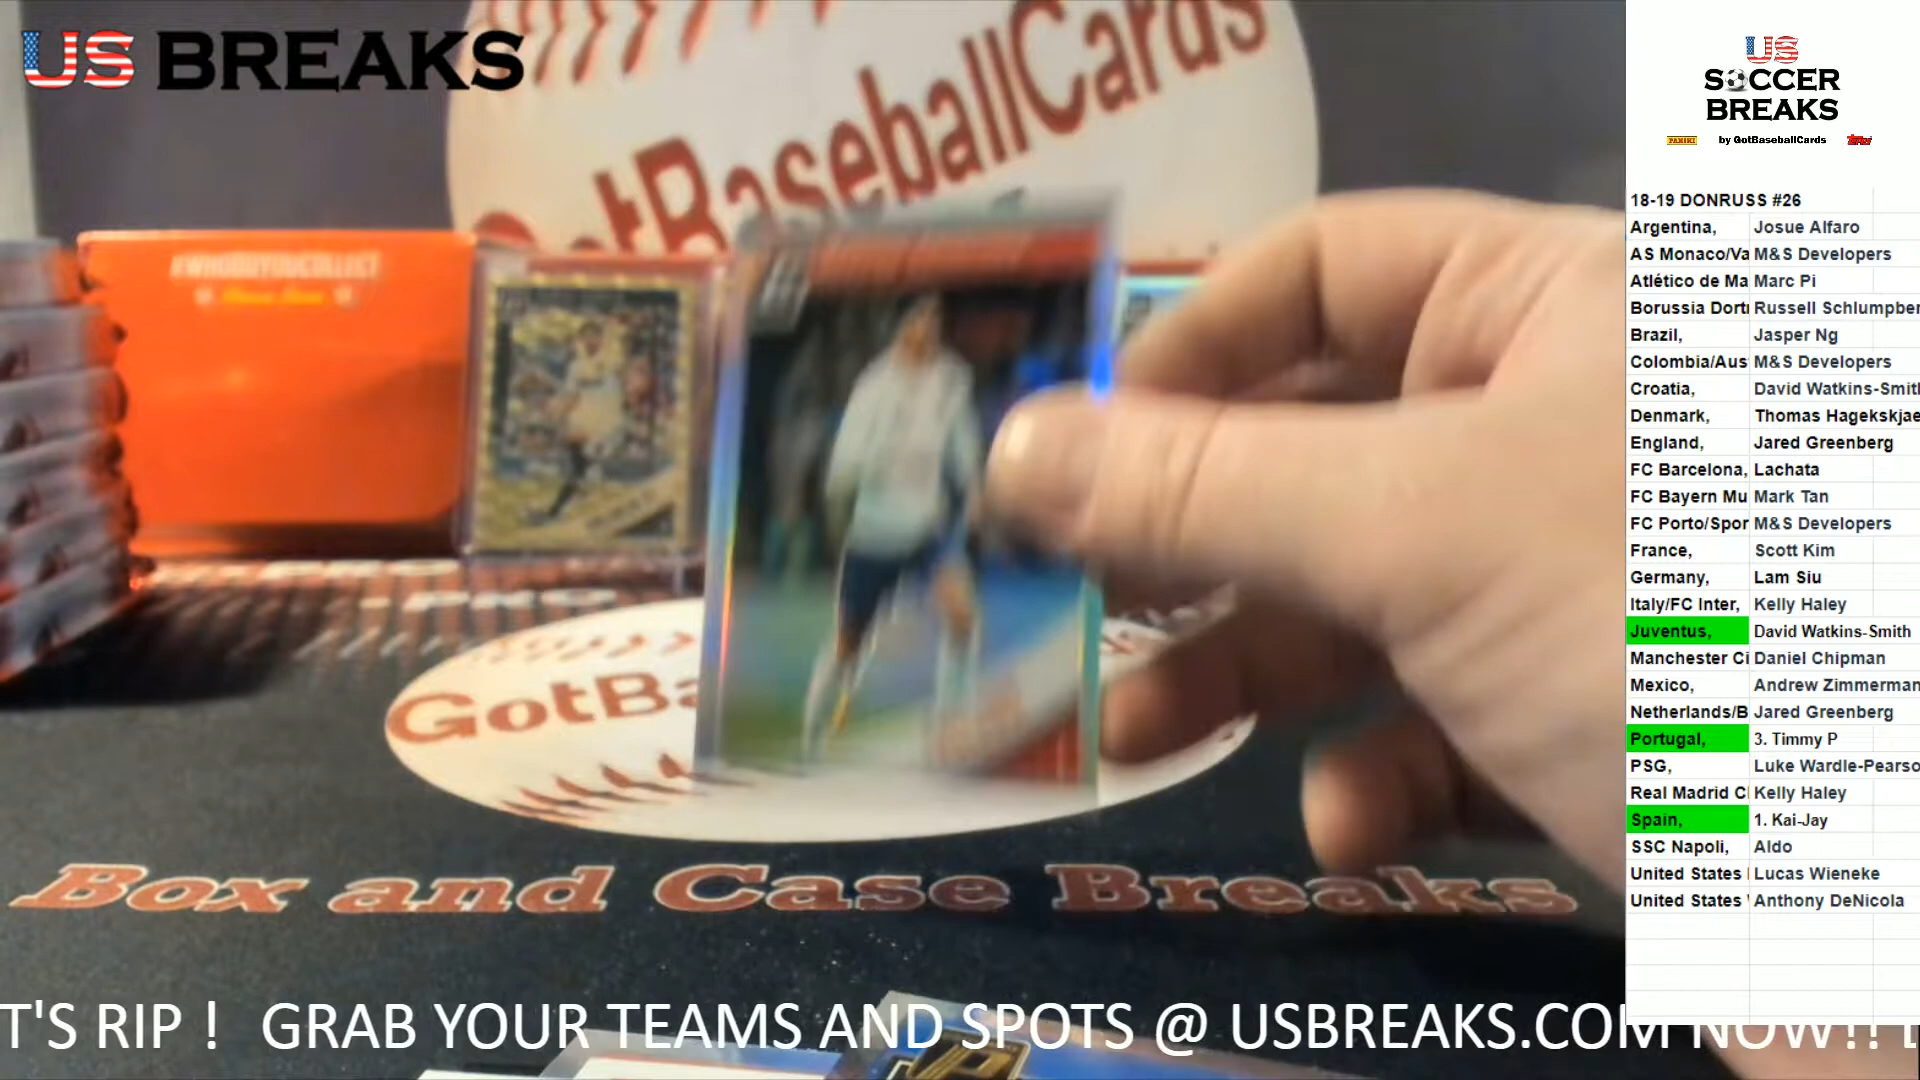 US BREAKS
GotBaseballCards
#WHODOYOUCOLLECT
GotBa
Box and Case Breaks
T'S RIP ! GRAB YOUR TEAMS AND SPOTS @ USBREAKS.COM NOW!!
US
SOCCER
BREAKS
PANINI by GotBaseballCards Topps
18-19 DONRUSS #26
Argentina, Josue Alfaro
AS Monaco/Va M&S Developers
Atlético de Ma Marc Pi
Borussia Dort Russell Schlumpber
Brazil, Jasper Ng
Colombia/Aus M&S Developers
Croatia, David Watkins-Smit
Denmark, Thomas Hagekskjae
England, Jared Greenberg
FC Barcelona, Lachata
FC Bayern Mu Mark Tan
FC Porto/Spor M&S Developers
France, Scott Kim
Germany, Lam Siu
Italy/FC Inter, Kelly Haley
Juventus, David Watkins-Smith
Manchester Ci Daniel Chipman
Mexico, Andrew Zimmerman
Netherlands/B Jared Greenberg
Portugal, 3. Timmy P
PSG, Luke Wardle-Pearso
Real Madrid C Kelly Haley
Spain, 1. Kai-Jay
SSC Napoli, Aldo
United States Lucas Wieneke
United States Anthony DeNicola